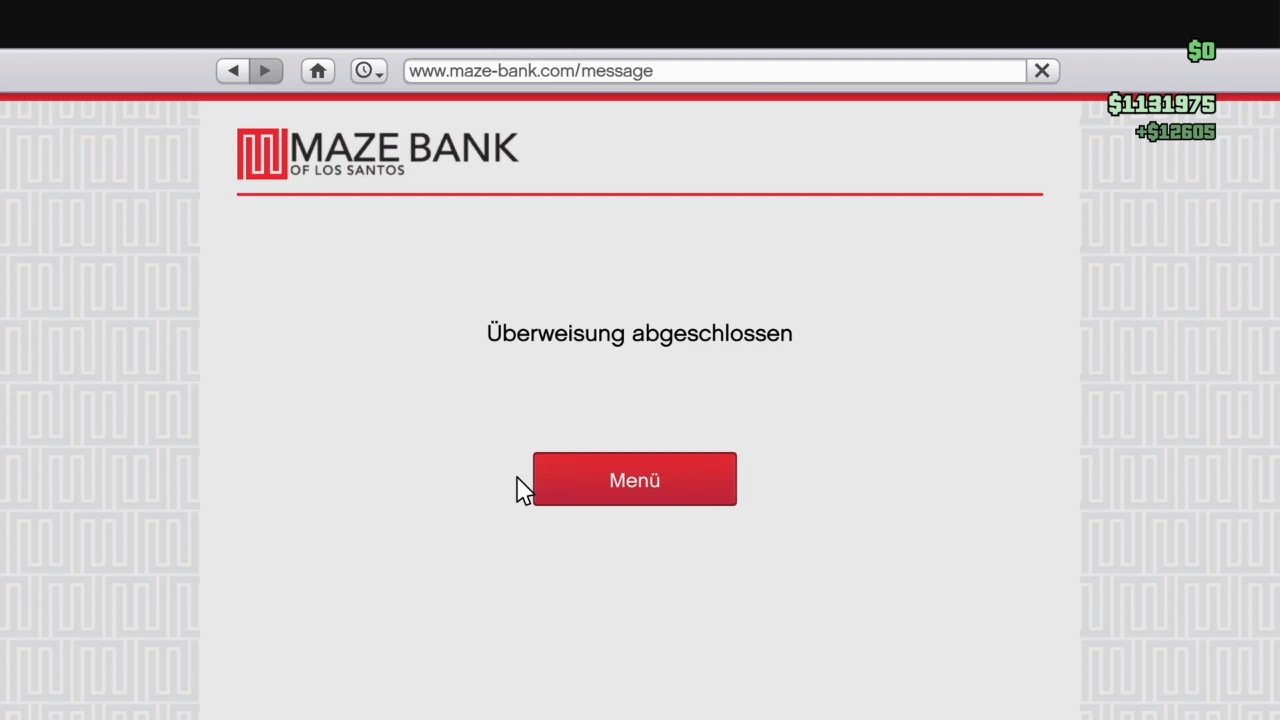 $0
www.maze-bank.com/message
$1131975
+$12605
MAZE BANK
OF LOS SANTOS
Überweisung abgeschlossen
Menü